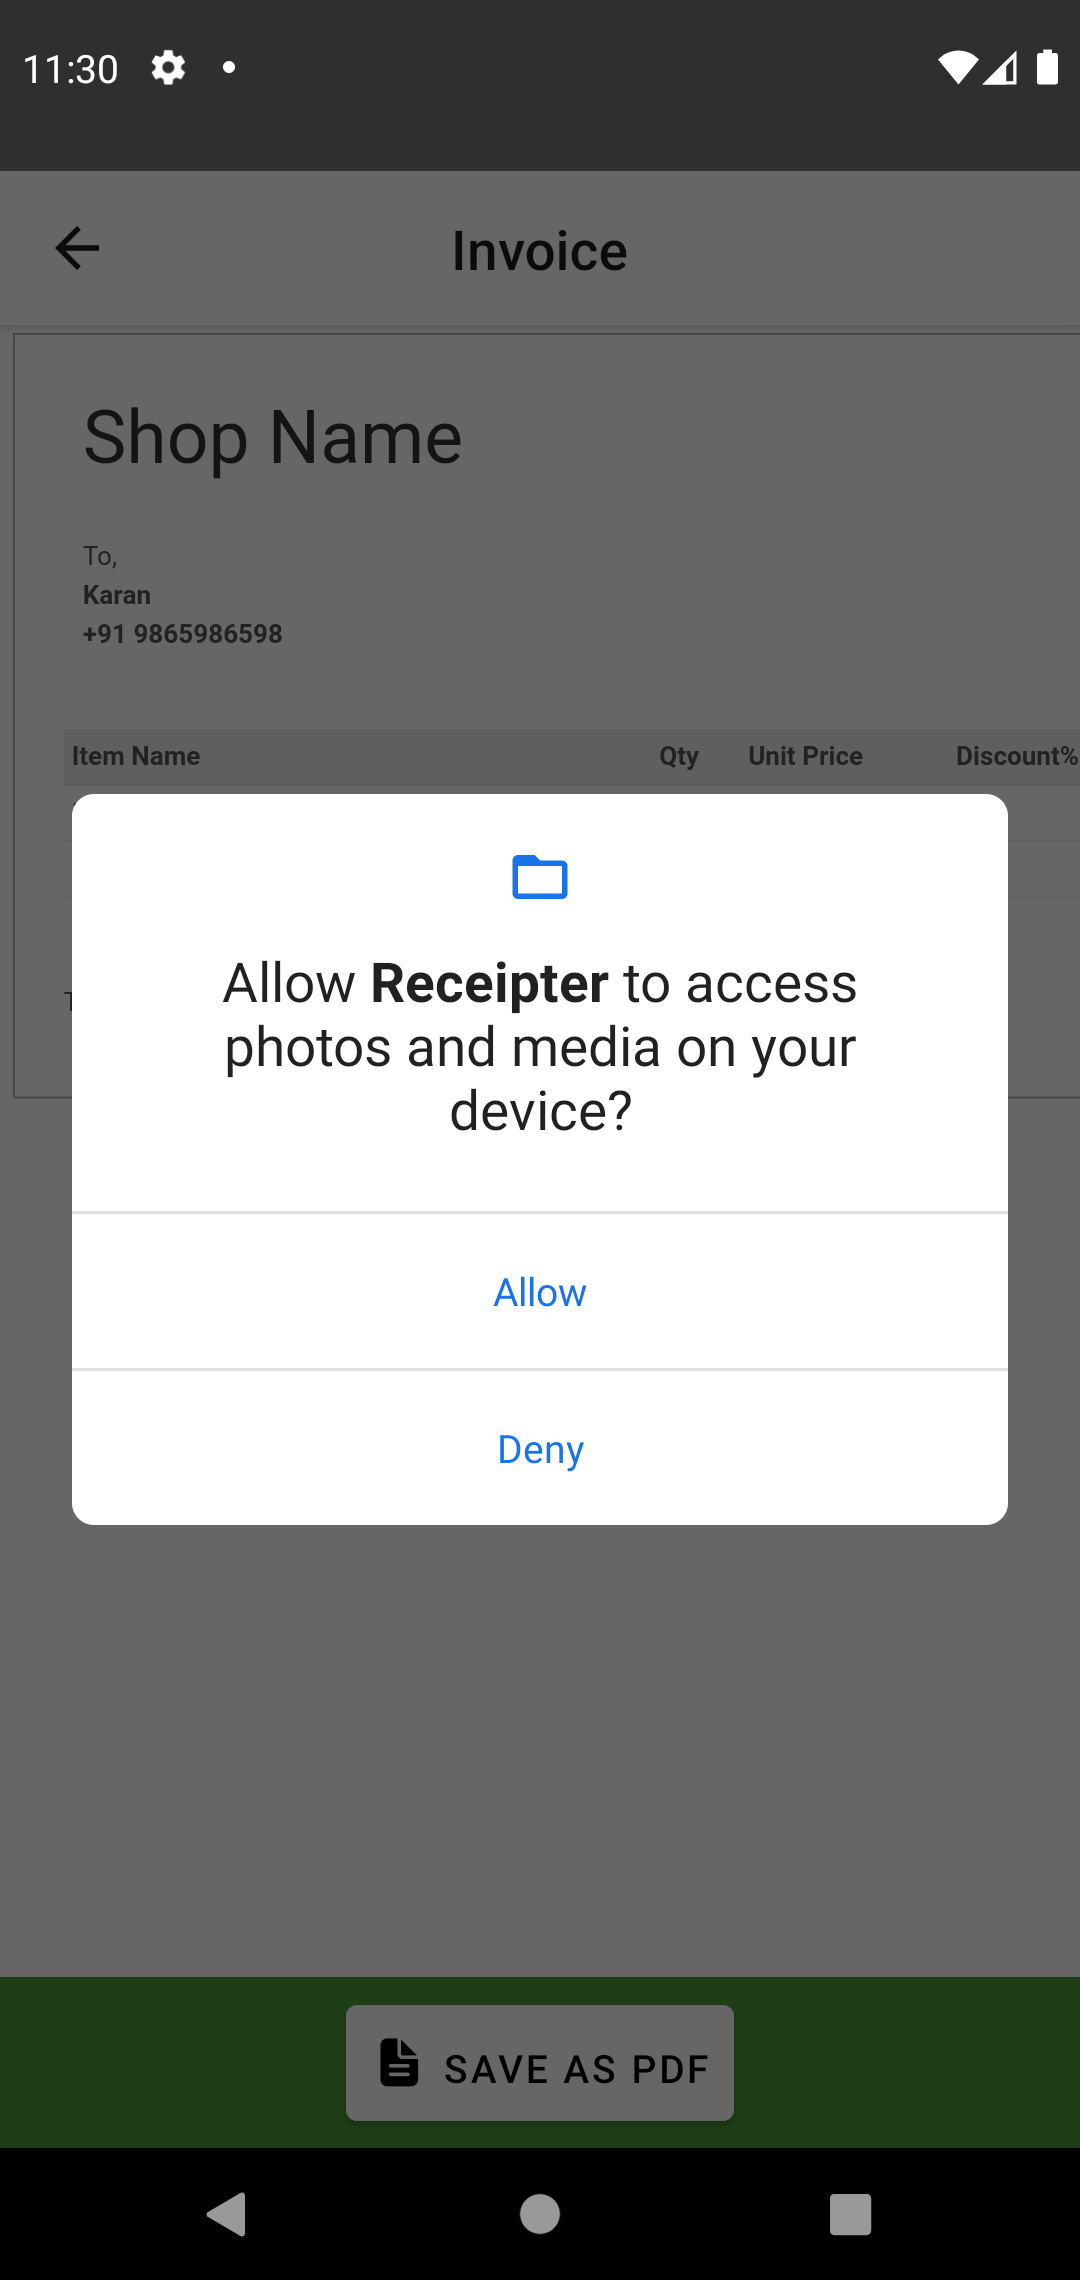 11:30
Invoice
Shop Name
To,
Karan
+91 9865986598
Item Name Qty Unit Price Discount%
Allow Receipter to access
photos and media on your
device?
Allow
Deny
SAVE AS PDF